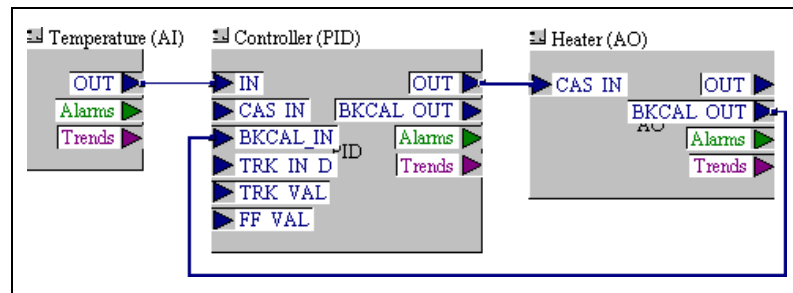 Temperature (AI)
OUT
Alarms
Trends
Controller (PID)
IN
CAS IN
BKCAL_IN
TRK IN D
TRK VAL
FF VAL
OUT
BKCAL OUT
Alarms
Trends
PID
Heater (AO)
CAS IN
OUT
BKCAL OUT
AO
Alarms
Trends